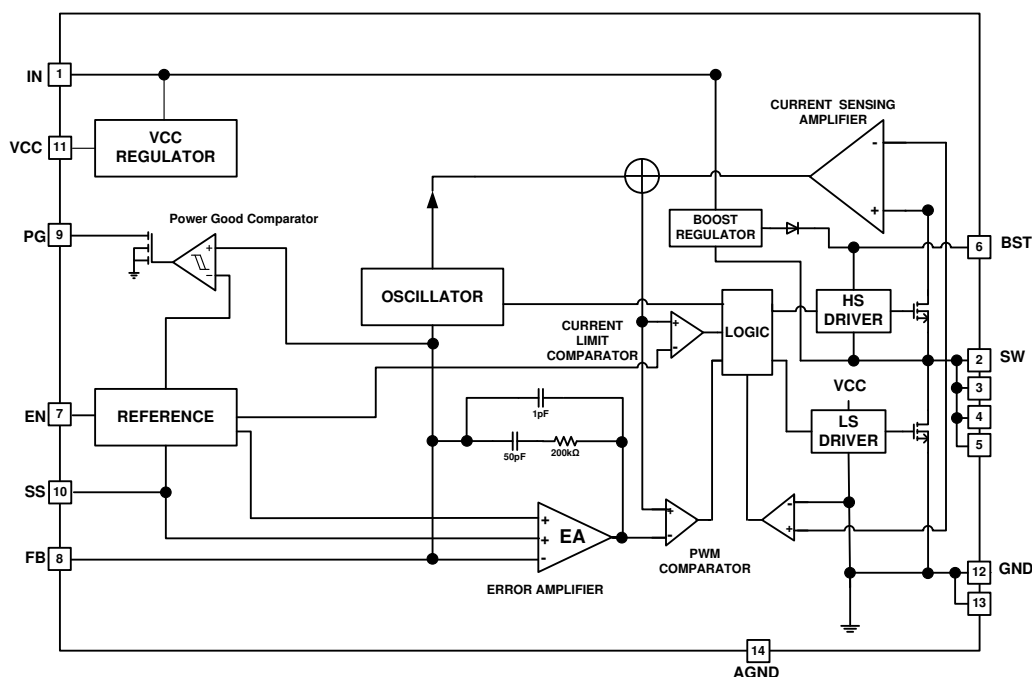 IN
1
VCC
11
VCC
REGULATOR
CURRENT SENSING
AMPLIFIER
-
+
PG
9
Power Good Comparator
+
-
BOOST
REGULATOR
6
BST
OSCILLATOR
HS
DRIVER
LOGIC
CURRENT
LIMIT
COMPARATOR
+
-
2
SW
3
4
5
VCC
LS
DRIVER
EN
7
REFERENCE
1pF
50pF
200kΩ
SS
10
+
+
-
EA
+
-
-
+
FB
8
ERROR AMPLIFIER
PWM
COMPARATOR
12
GND
13
14
AGND